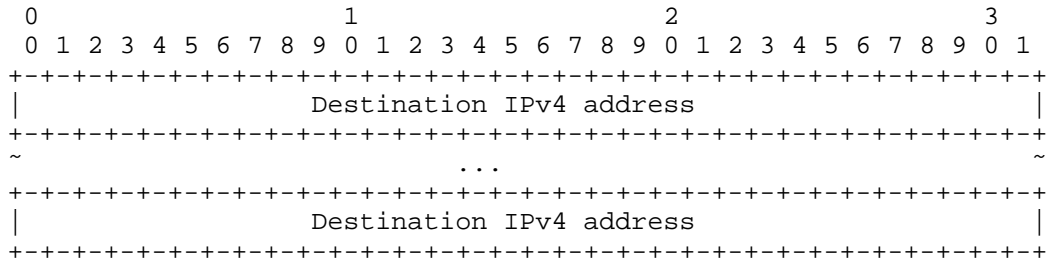 0                   1                   2                   3
 0 1 2 3 4 5 6 7 8 9 0 1 2 3 4 5 6 7 8 9 0 1 2 3 4 5 6 7 8 9 0 1
+-+-+-+-+-+-+-+-+-+-+-+-+-+-+-+-+-+-+-+-+-+-+-+-+-+-+-+-+-+-+-+-+
|                  Destination IPv4 address                     |
+-+-+-+-+-+-+-+-+-+-+-+-+-+-+-+-+-+-+-+-+-+-+-+-+-+-+-+-+-+-+-+-+
~                           ...                                 ~
+-+-+-+-+-+-+-+-+-+-+-+-+-+-+-+-+-+-+-+-+-+-+-+-+-+-+-+-+-+-+-+-+
|                  Destination IPv4 address                     |
+-+-+-+-+-+-+-+-+-+-+-+-+-+-+-+-+-+-+-+-+-+-+-+-+-+-+-+-+-+-+-+-+